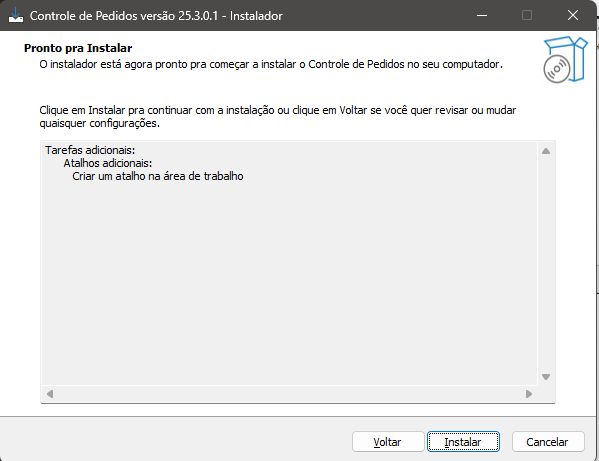 Controle de Pedidos versão 25.3.0.1 - Instalador
Pronto pra Instalar
O instalador está agora pronto pra começar a instalar o Controle de Pedidos no seu computador.
Clique em Instalar pra continuar com a instalação ou clique em Voltar se você quer revisar ou mudar
quaisquer configurações.
Tarefas adicionais:
Atalhos adicionais:
Criar um atalho na área de trabalho
Voltar
Instalar
Cancelar